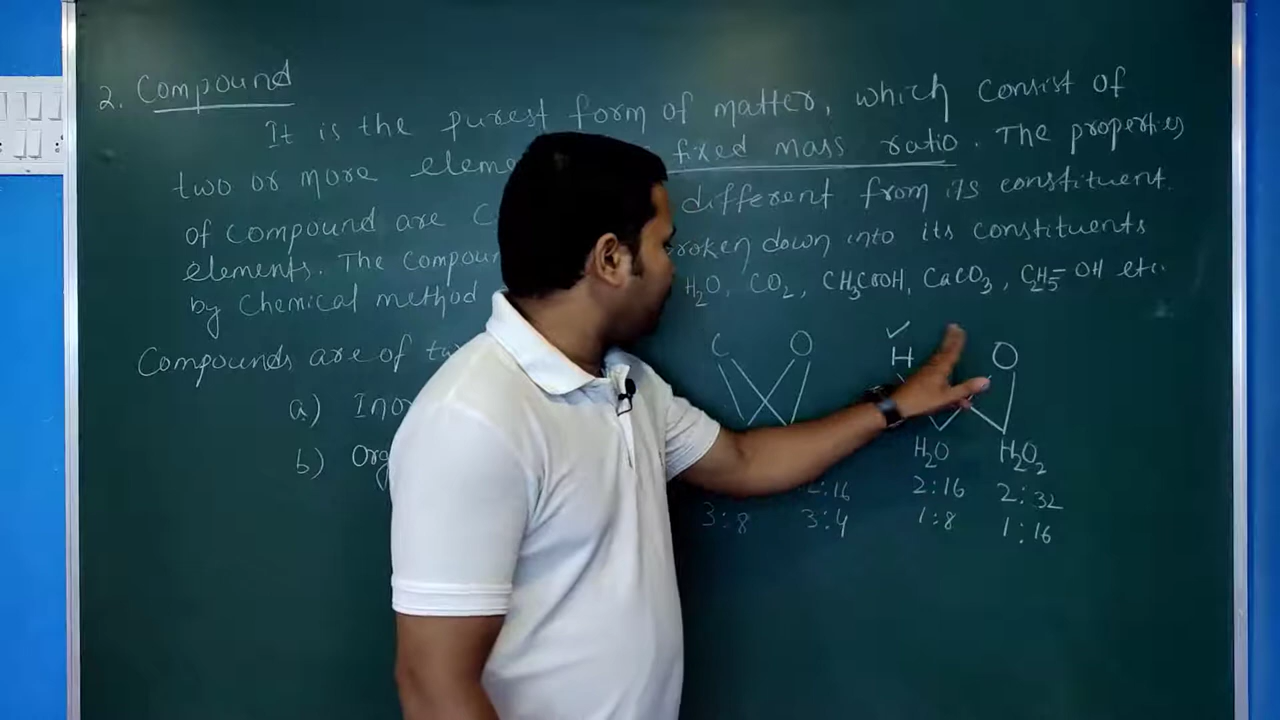 2. Compound
It is the purest form of matter, which consist of
two or more eleme fixed mass ratio. The properties
of compound are C different from its constituent
elements. The Compoun roken down into its constituents
by Chemical method H2O, CO2, CH3COOH, CaCO3, C2H5-OH etc.
Compounds are of tw
C O ✓ H O
a) Ino
b) Org H2O H2O2
2:16 2:16 2:32
3:8 3:4 1:8 1:16